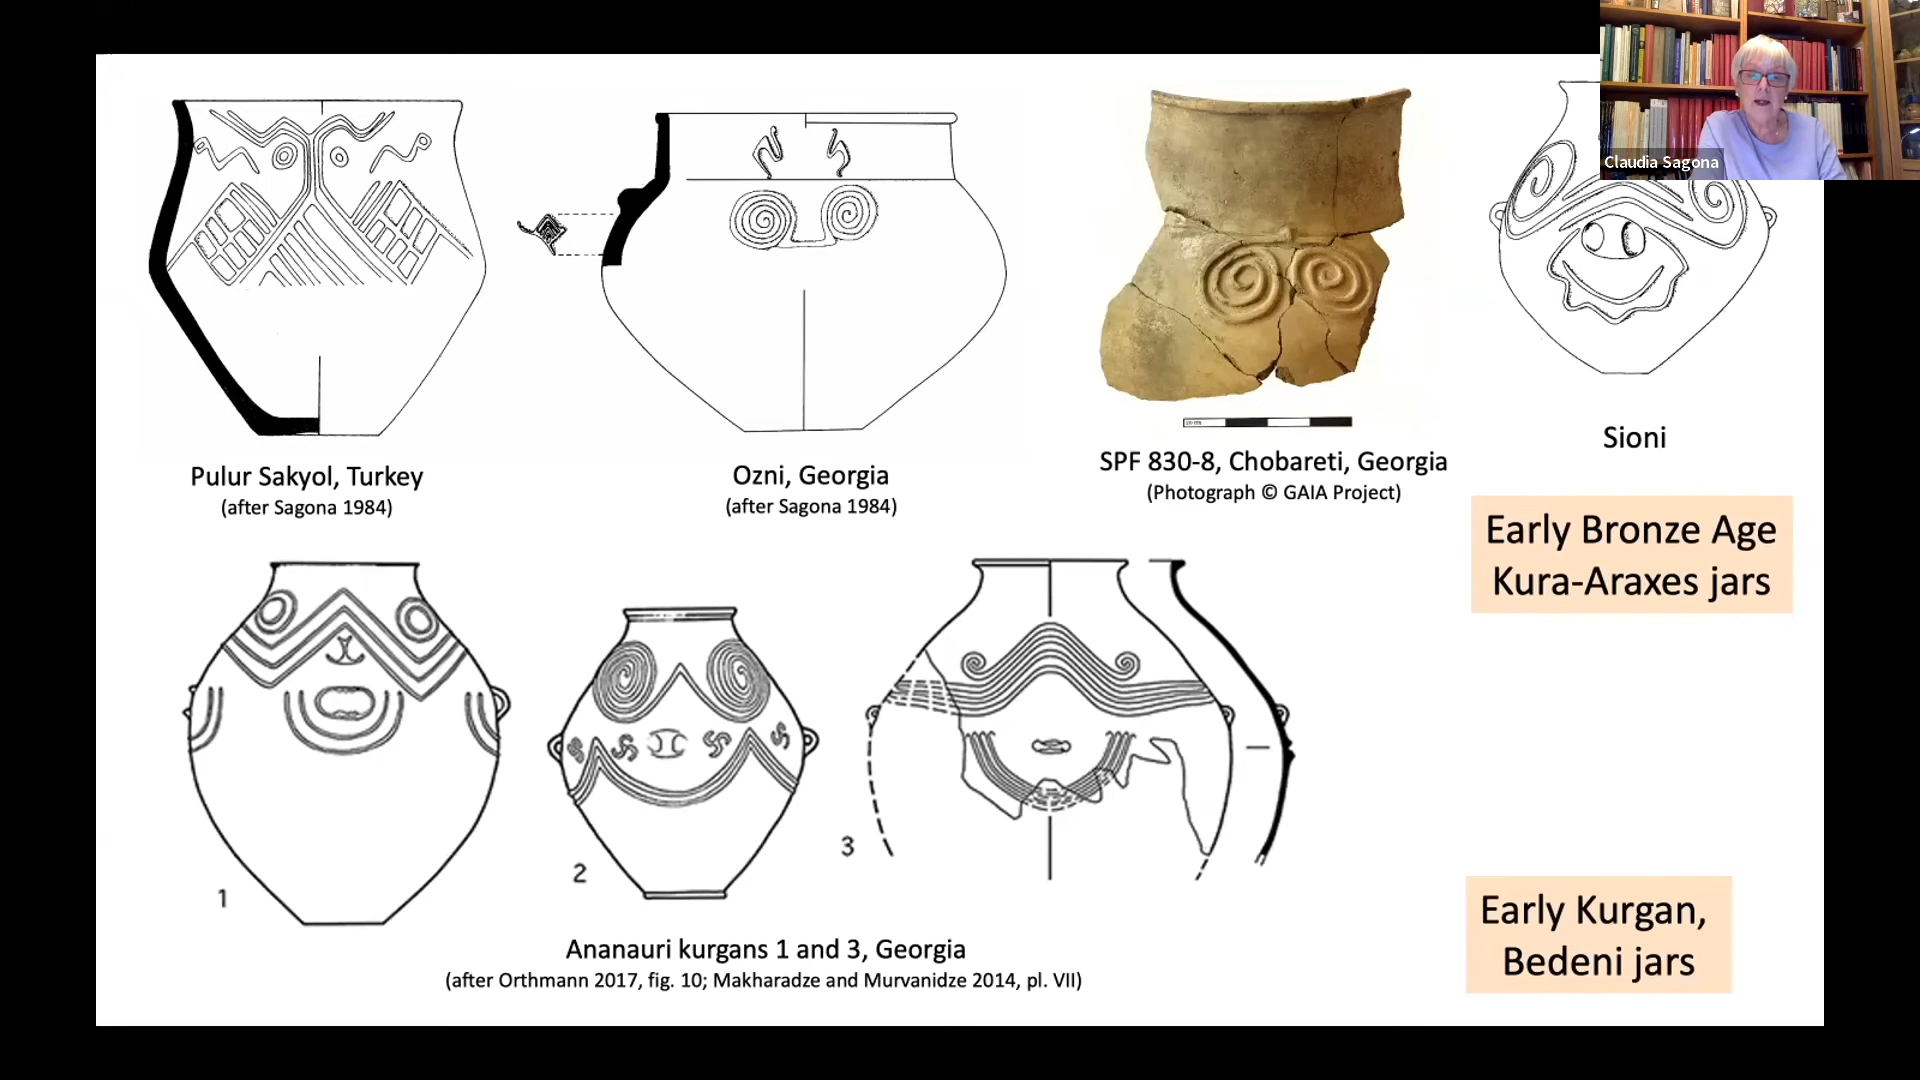 Claudia Sagona
Pulur Sakyol, Turkey
(after Sagona 1984)
Ozni, Georgia
(after Sagona 1984)
SPF 830-8, Chobareti, Georgia
(Photograph © GAIA Project)
Sioni
Early Bronze Age
Kura-Araxes jars
1
2
3
Ananauri kurgans 1 and 3, Georgia
(after Orthmann 2017, fig. 10; Makharadze and Murvanidze 2014, pl. VII)
Early Kurgan,
Bedeni jars